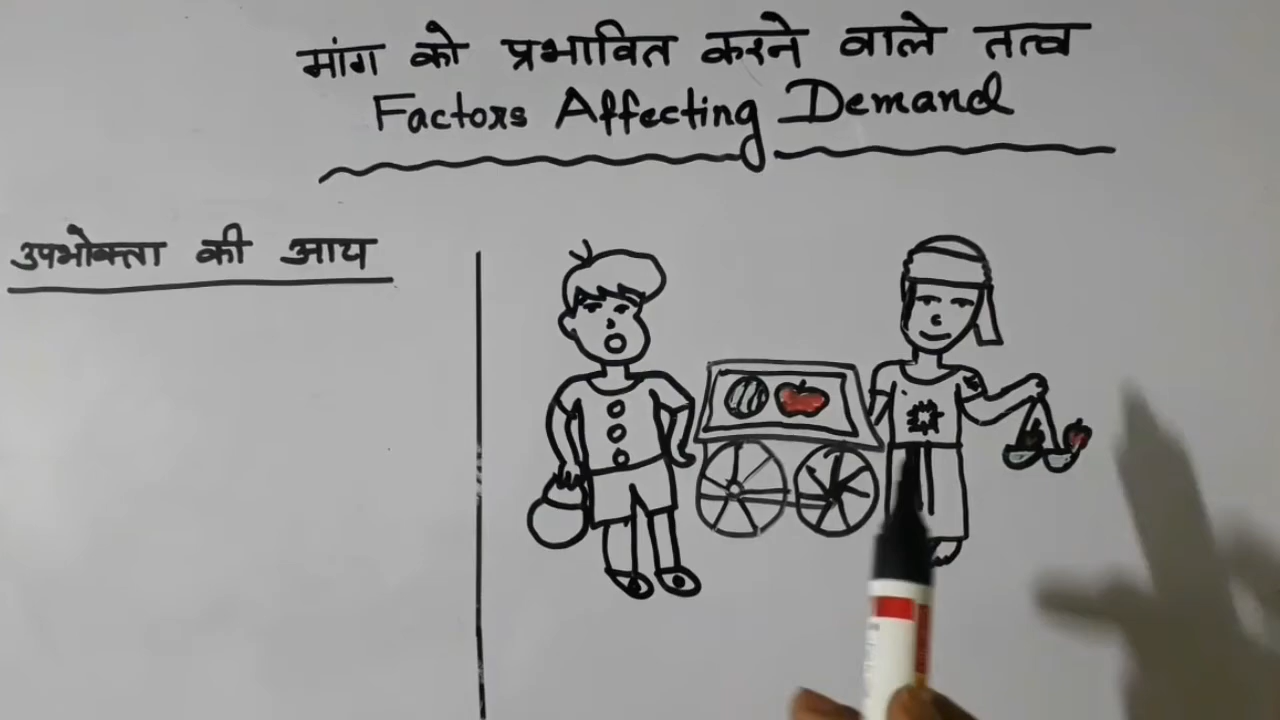 मांग को प्रभावित करने वाले तत्व
Factors Affecting Demand
उपभोक्ता की आय